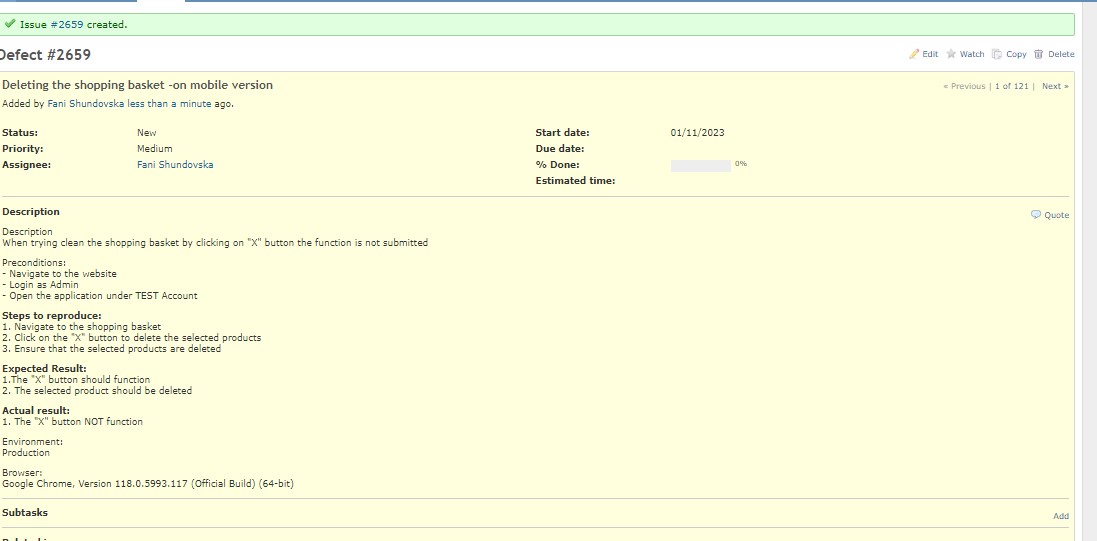 Issue #2659 created.
Defect #2659
Edit Watch Copy Delete
Deleting the shopping basket -on mobile version
« Previous | 1 of 121 | Next »
Added by Fani Shundovska less than a minute ago.
Status: New Start date: 01/11/2023
Priority: Medium Due date:
Assignee: Fani Shundovska % Done: 0%
Estimated time:
Description
Quote
Description
When trying clean the shopping basket by clicking on "X" button the function is not submitted
Preconditions:
- Navigate to the website
- Login as Admin
- Open the application under TEST Account
Steps to reproduce:
1. Navigate to the shopping basket
2. Click on the "X" button to delete the selected products
3. Ensure that the selected products are deleted
Expected Result:
1.The "X" button should function
2. The selected product should be deleted
Actual result:
1. The "X" button NOT function
Environment:
Production
Browser:
Google Chrome, Version 118.0.5993.117 (Official Build) (64-bit)
Subtasks
Add